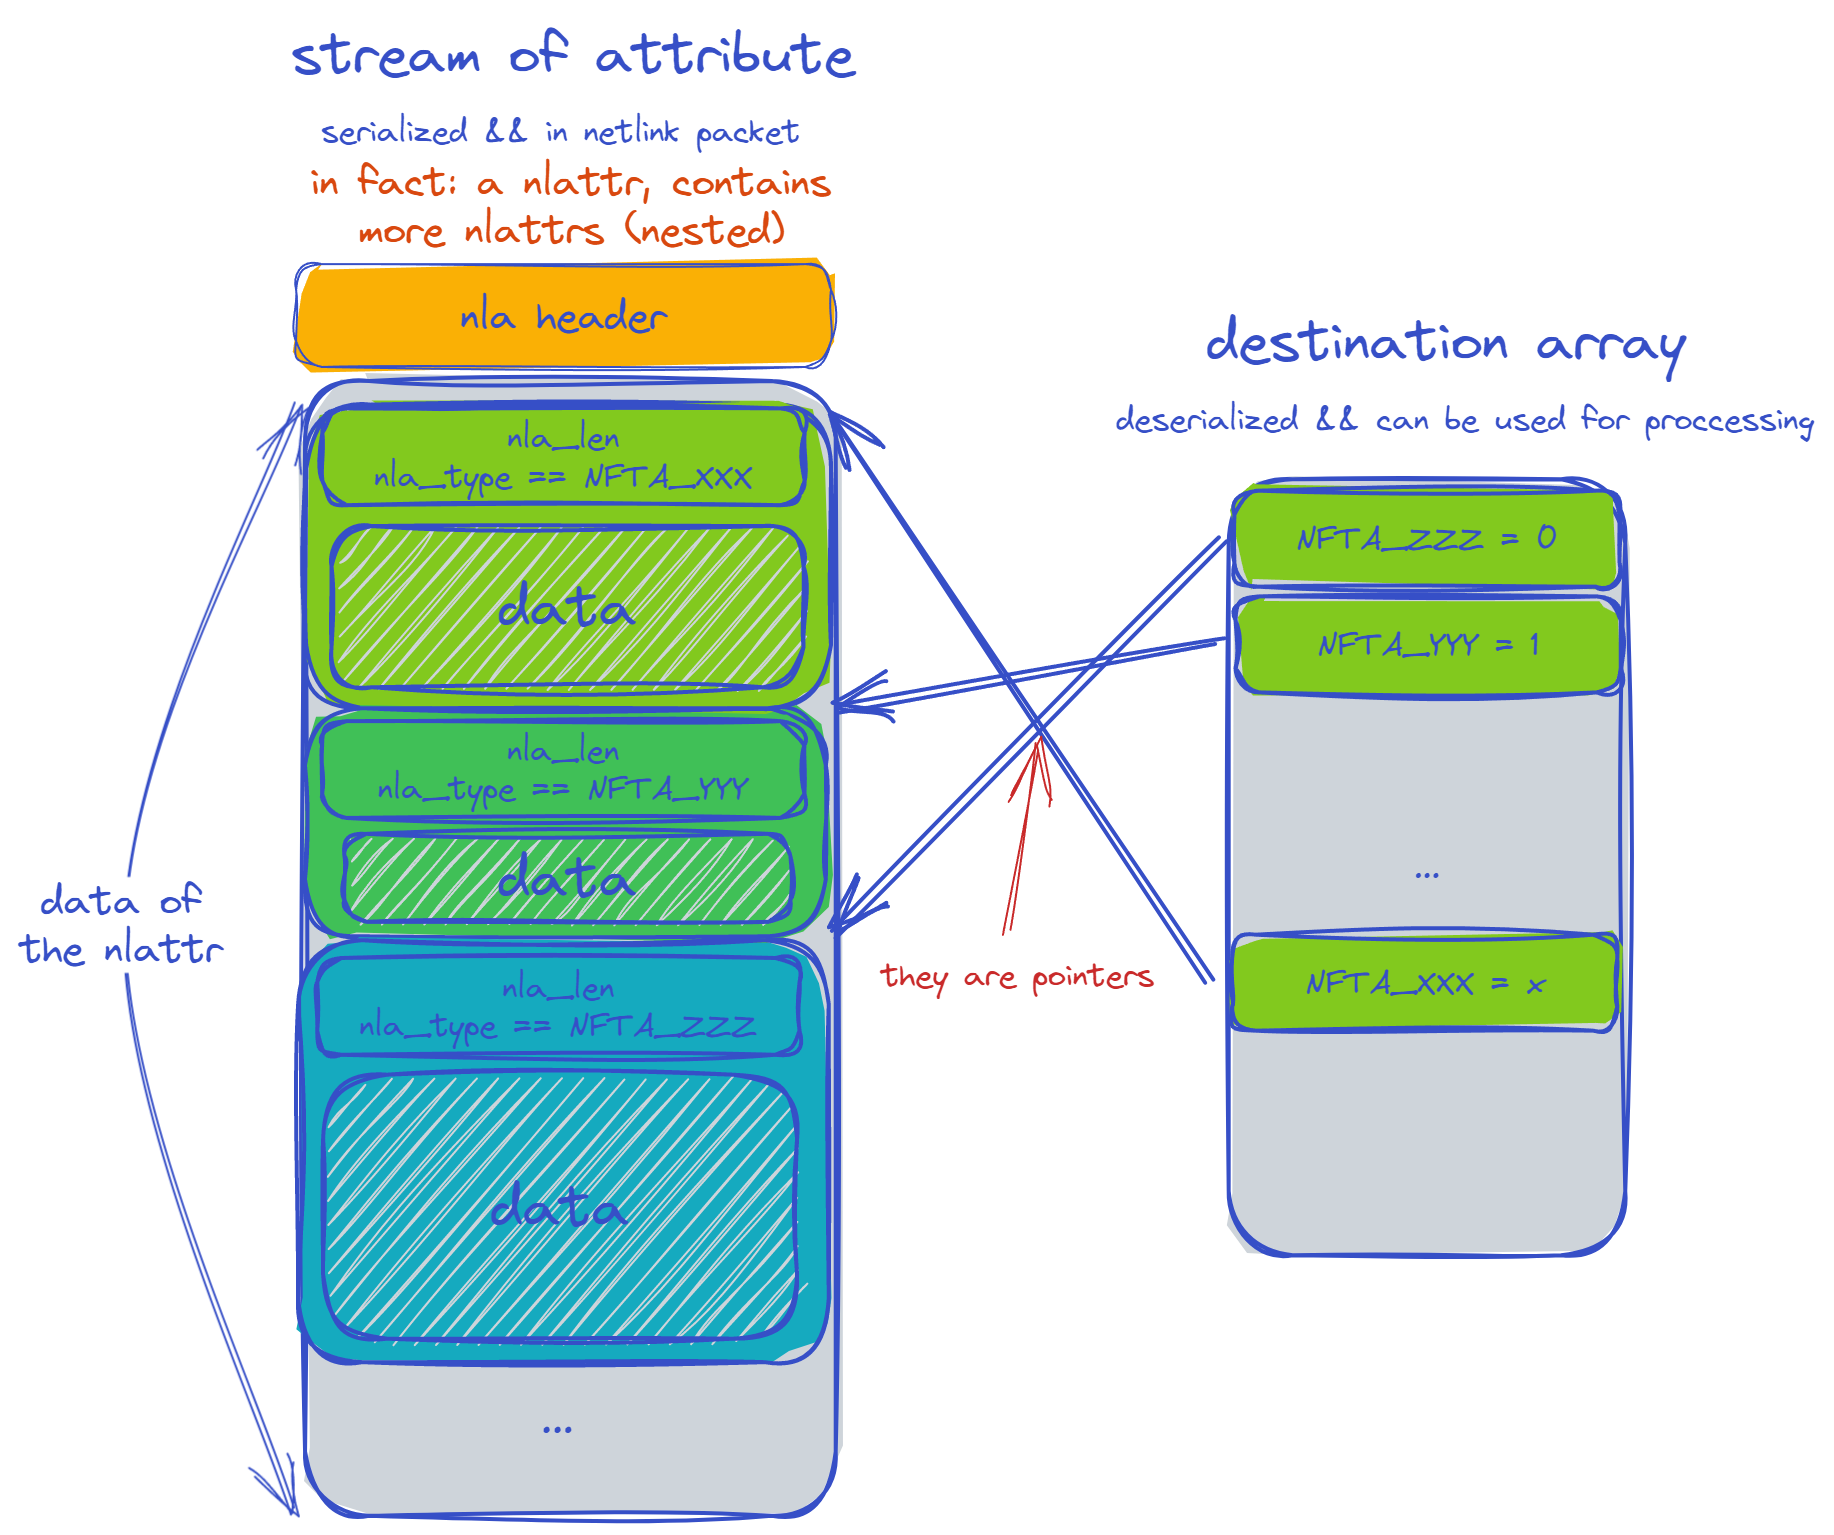 stream of attribute
serialized && in netlink packet
in fact: a nlattr, contains
more nlattrs (nested)
nla header
nla_len
nla_type == NFTA_XXX
data
nla_len
nla_type == NFTA_YYY
data
nla_len
nla_type == NFTA_ZZZ
data
...
data of
the nlattr
they are pointers
destination array
deserialized && can be used for proccessing
NFTA_ZZZ = 0
NFTA_YYY = 1
...
NFTA_XXX = x